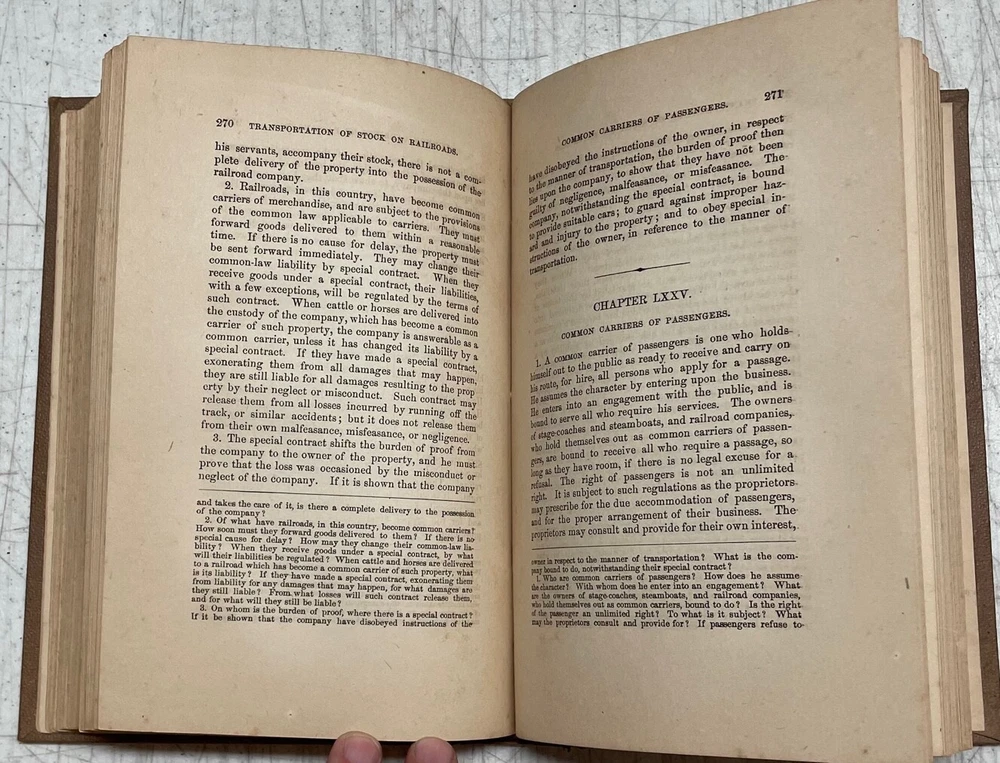 270 TRANSPORTATION OF STOCK ON RAILROADS.
his servants, accompany their stock, there is not a com-
plete delivery of the property into the possession of the
railroad company.
2. Railroads, in this country, have become common
carriers of merchandise, and are subject to the provisions
of the common law applicable to carriers. They must
forward goods delivered to them within a reasonable
time. If there is no cause for delay, the property must
be sent forward immediately. They may change their
common-law liability by special contract. When they
receive goods under a special contract, their liabilities,
with a few exceptions, will be regulated by the terms of
such contract. When cattle or horses are delivered into
the custody of the company, which has become a common
carrier of such property, the company is answerable as a
common carrier, unless it has changed its liability by a
special contract. If they have made a special contract,
exonerating them from all damages that may happen,
they are still liable for all damages resulting to the prop
erty by their neglect or misconduct. Such contract may
release them from all losses incurred by running off the
track, or similar accidents; but it does not release them
from their own malfeasance, misfeasance, or negligence.
3. The special contract shifts the burden of proof from
the company to the owner of the property, and he must
prove that the loss was occasioned by the misconduct or
neglect of the company. If it is shown that the company
and takes the care of it, is there a complete delivery to the possession
of the company?
2. Of what have railroads, in this country, become common carriers?
How soon must they forward goods delivered to them? If there is no
special cause for delay? How may they change their common-law lia-
bility? When they receive goods under a special contract, by what
will their liabilities be regulated? When cattle and horses are delivered
to a railroad which has become a common carrier of such property, what
is its liability? If they have made a special contract, exonerating them
from liability for any damages that may happen, for what damages are
they still liable? From what losses will such contract release them,
and for what will they still be liable?
3. On whom is the burden of proof, where there is a special contract?
If it be shown that the company have disobeyed instructions of the
COMMON CARRIERS OF PASSENGERS. 271
have disobeyed the instructions of the owner, in respect
to the manner of transportation, the burden of proof then
lies upon the company, to show that they have not been
guilty of negligence, malfeasance, or misfeasance. The
company, notwithstanding the special contract, is bound
to provide suitable cars; to guard against improper haz-
ard and injury to the property; and to obey special in-
structions of the owner, in reference to the manner of
transportation.
CHAPTER LXXV.
COMMON CARRIERS OF PASSENGERS.
1. A COMMON carrier of passengers is one who holds
himself out to the public as ready to receive and carry on
his route, for hire, all persons who apply for a passage.
He assumes the character by entering upon the business.
He enters into an engagement with the public, and is
bound to serve all who require his services. The owners
of stage-coaches and steamboats, and railroad companies,
who hold themselves out as common carriers of passen-
gers, are bound to receive all who require a passage, so
long as they have room, if there is no legal excuse for a
refusal. The right of passengers is not an unlimited
right. It is subject to such regulations as the proprietors
may prescribe for the due accommodation of passengers,
and for the proper arrangement of their business. The
proprietors may consult and provide for their own interest,
owner in respect to the manner of transportation? What is the com-
pany bound to do, notwithstanding their special contract?
1. Who are common carriers of passengers? How does he assume
the character? With whom does he enter into an engagement? What
are the owners of stage-coaches, steamboats, and railroad companies,
who hold themselves out as common carriers, bound to do? Is the right
of the passenger an unlimited right? To what is it subject? What
may the proprietors consult and provide for? If passengers refuse to